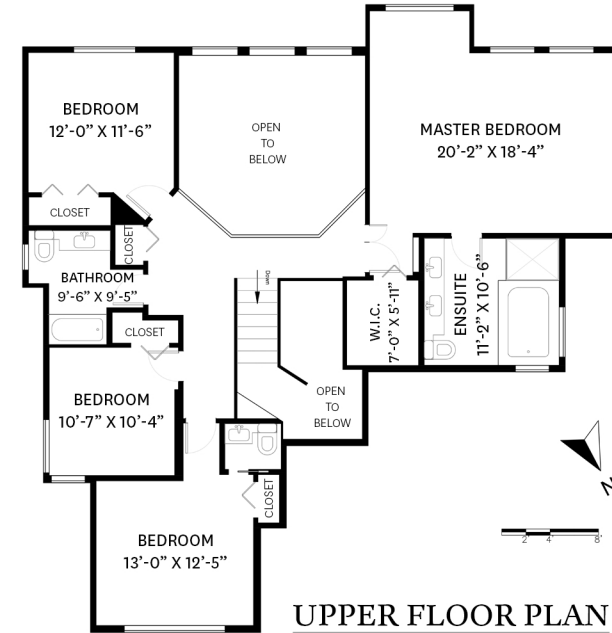 BEDROOM
12’-0” X 11’-6”
OPEN
TO
BELOW
MASTER BEDROOM
20’-2” X 18’-4”
CLOSET
CLOSET
BATHROOM
9’-6” X 9’-5”
Down
W.I.C.
7’-0” X 5’-11”
ENSUITE
11’-2” X 10’-6”
CLOSET
BEDROOM
10’-7” X 10’-4”
OPEN
TO
BELOW
N
CLOSET
BEDROOM
13’-0” X 12’-5”
2' 4' 8'
UPPER FLOOR PLAN